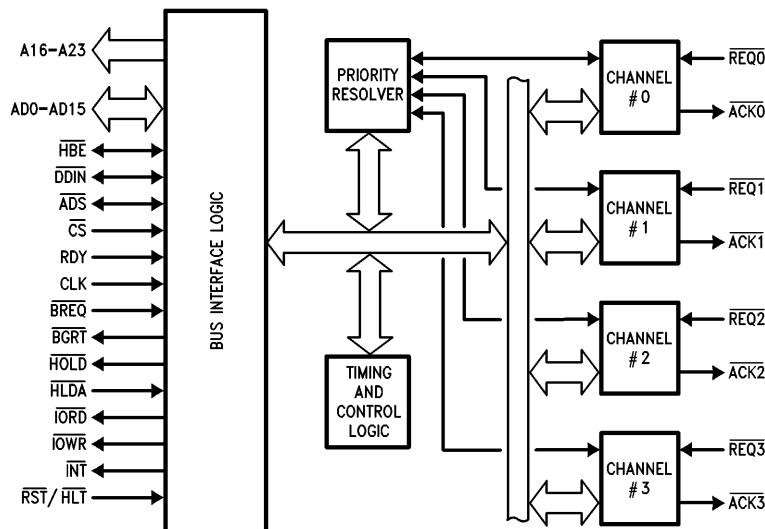 A16-A23
AD0-AD15
HBE
DDIN
ADS
CS
RDY
CLK
BREQ
BGRT
HOLD
HLDA
IORD
IOWR
INT
RST/ HLT
BUS INTERFACE LOGIC
PRIORITY
RESOLVER
TIMING
AND
CONTROL
LOGIC
CHANNEL
#0
REQ0
ACK0
CHANNEL
#1
REQ1
ACK1
CHANNEL
#2
REQ2
ACK2
CHANNEL
#3
REQ3
ACK3